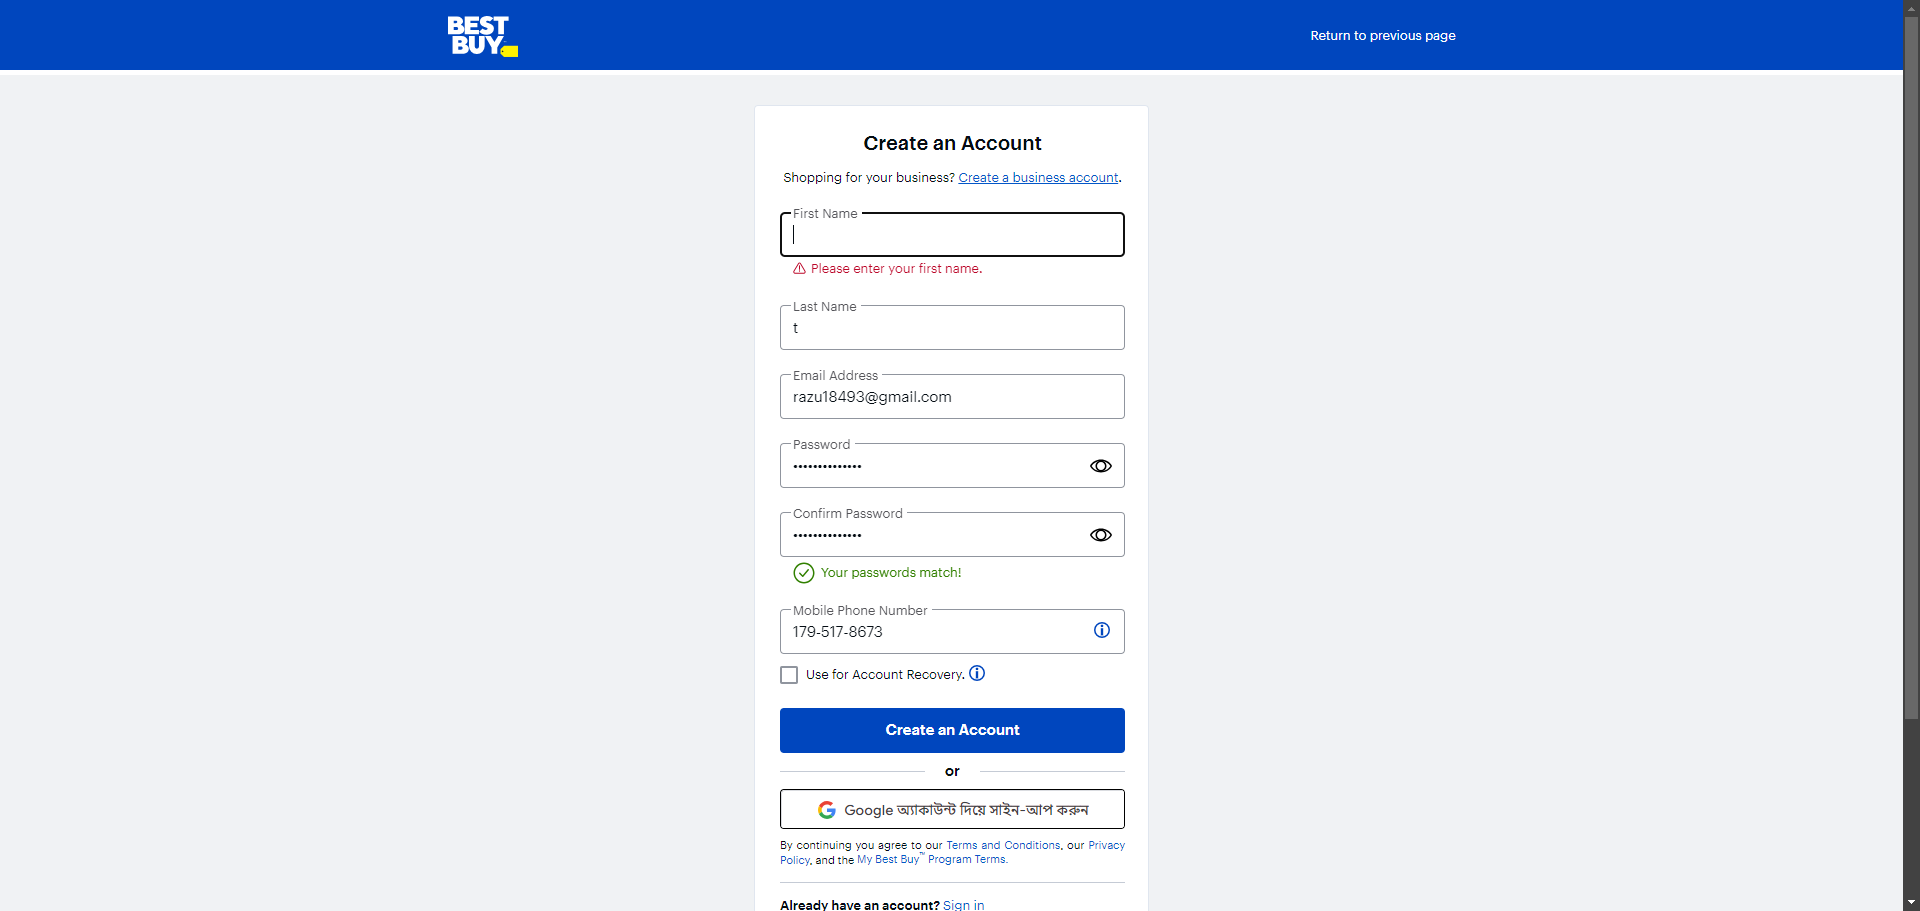 BEST
BUY
Return to previous page
Create an Account
Shopping for your business? Create a business account.
First Name
Please enter your first name.
Last Name
t
Email Address
razu18493@gmail.com
Password
••••••••••••••
Confirm Password
••••••••••••••
Your passwords match!
Mobile Phone Number
179-517-8673
Use for Account Recovery.
Create an Account
or
Google অ্যাকাউন্ট দিয়ে সাইন-আপ করুন
By continuing you agree to our Terms and Conditions, our Privacy
Policy, and the My Best Buy™ Program Terms.
Already have an account? Sign in